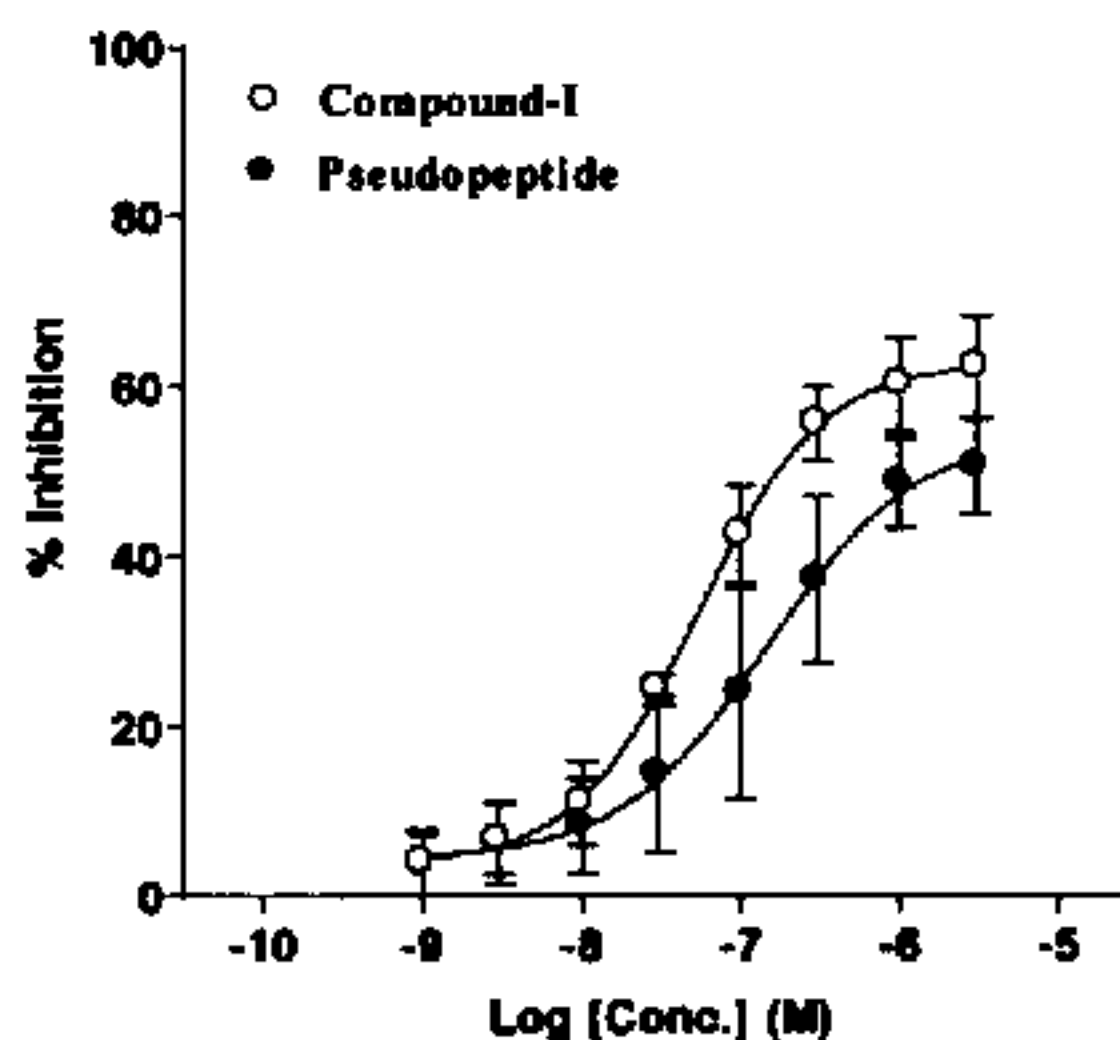 100
80
60
40
20
0
Compound-I
Pseudopeptide
% Inhibition
-10 -9 -8 -7 -6 -5
Log [Conc.] (M)